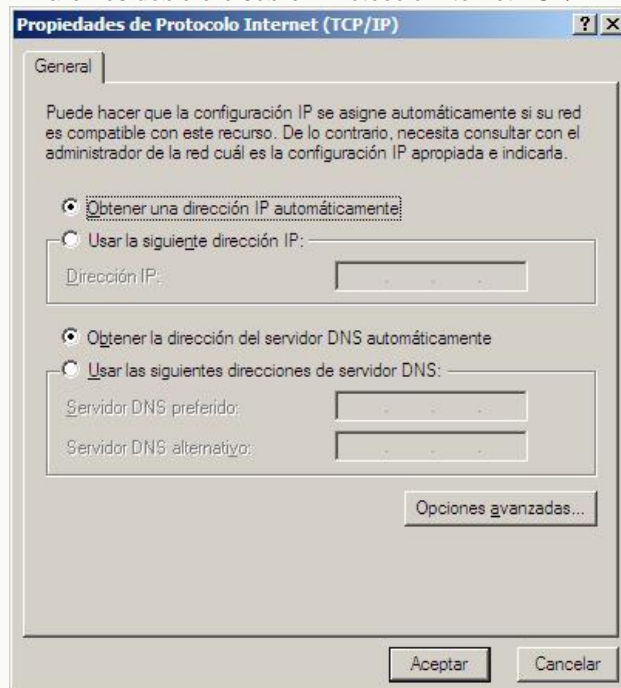 Propiedades de Protocolo Internet (TCP/IP)
General
Puede hacer que la configuración IP se asigne automáticamente si su red
es compatible con este recurso. De lo contrario, necesita consultar con el
administrador de la red cuál es la configuración IP apropiada e indicarla.
Obtener una dirección IP automáticamente
Usar la siguiente dirección IP:
Dirección IP:
Obtener la dirección del servidor DNS automáticamente
Usar las siguientes direcciones de servidor DNS:
Servidor DNS preferido:
Servidor DNS alternativo:
Opciones avanzadas...
Aceptar
Cancelar